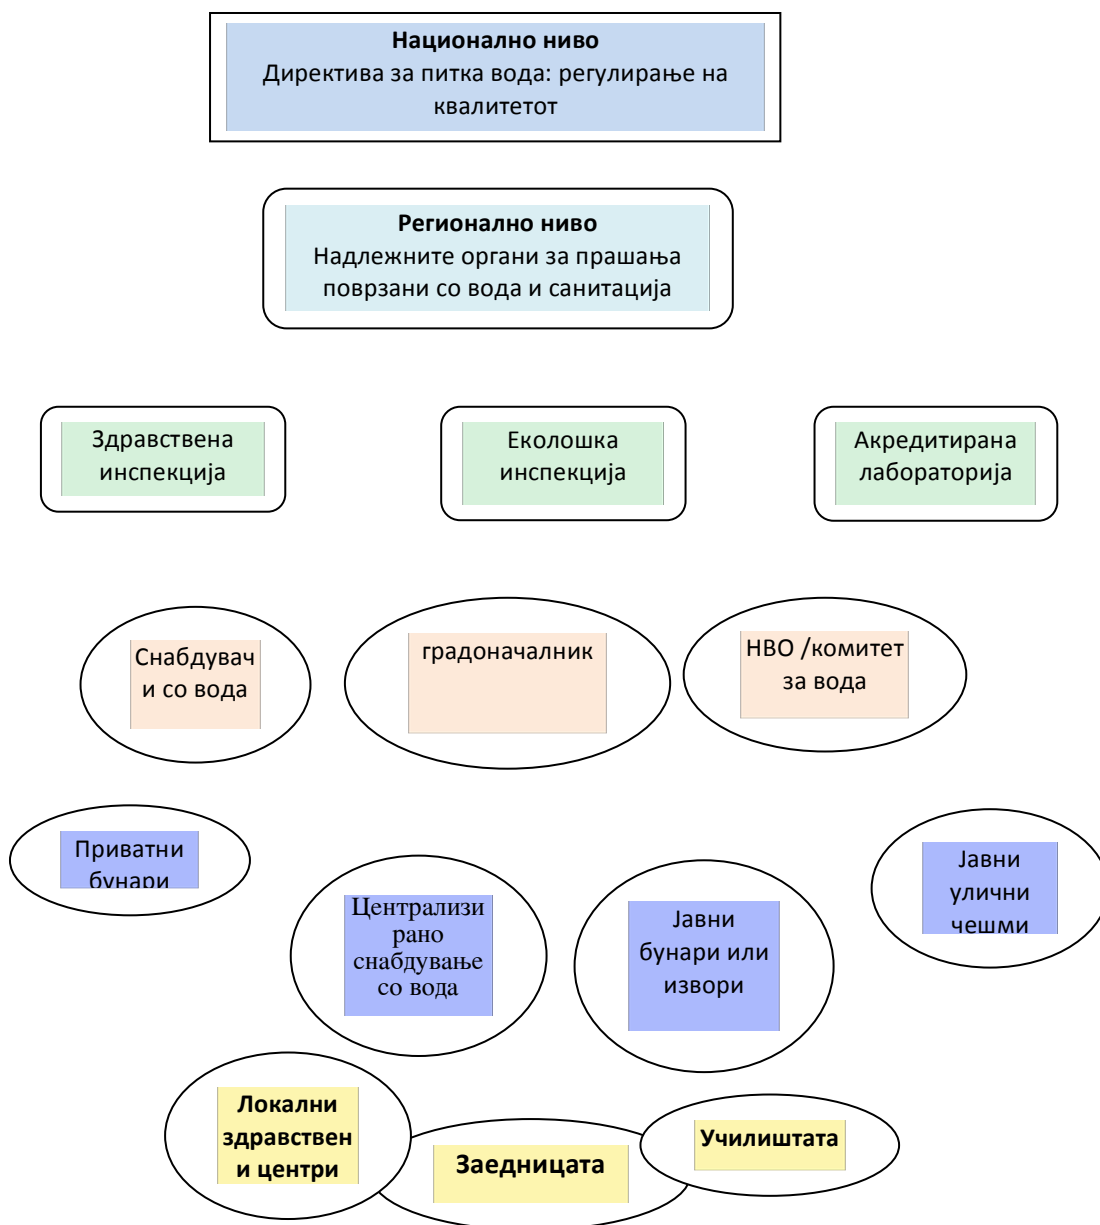 Национално ниво
Директива за питка вода: регулирање на
квалитетот
Регионално ниво
Надлежните органи за прашања
поврзани со вода и санитација
Здравствена
инспекција
Еколошка
инспекција
Акредитирана
лабораторија
Снабдувач
и со вода
градоначалник
НВО /комитет
за вода
Приватни
бунари
Централизи
рано
снабдување
со вода
Јавни
бунари или
извори
Јавни
улични
чешми
Локални
здравствен
и центри
Заедницата
Училиштата